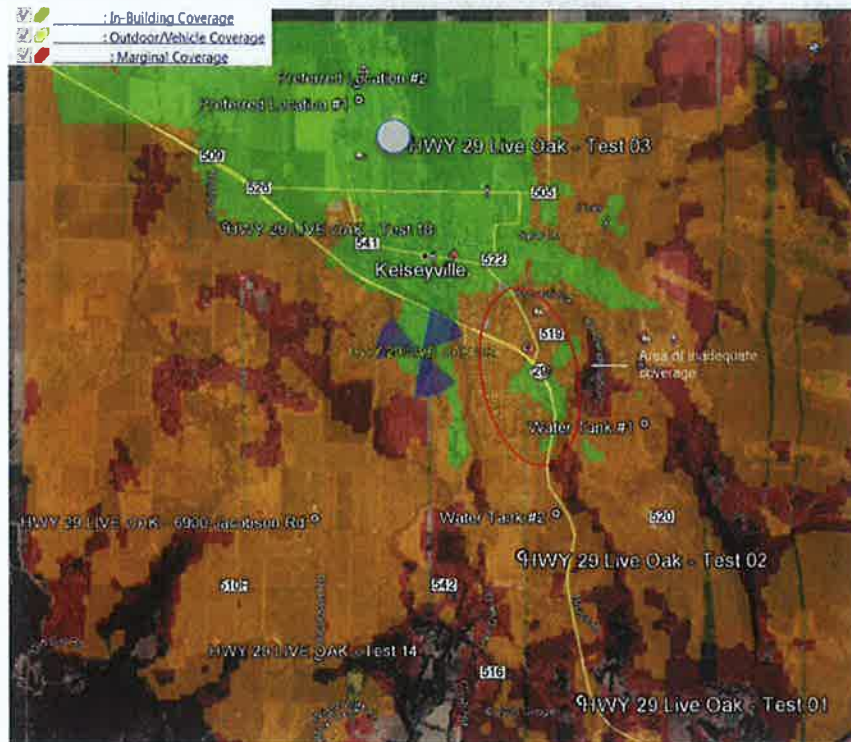 : In-Building Coverage
: Outdoor/Vehicle Coverage
: Marginal Coverage
Preferred Location #2
Preferred Location #1
HWY 29 Live Oak - Test 03
509
526
505
HWY 29 LIVE OAK - Test 18
541
522
Kelseyville
519
Area of inadequate
coverage
29
Water Tank #1
HWY 29 LIVE OAK - 6900 Jacobson Rd
Water Tank #2
520
HWY 29 Live Oak - Test 02
510H
542
HWY 29 LIVE OAK - Test 14
516
HWY 29 Live Oak - Test 01